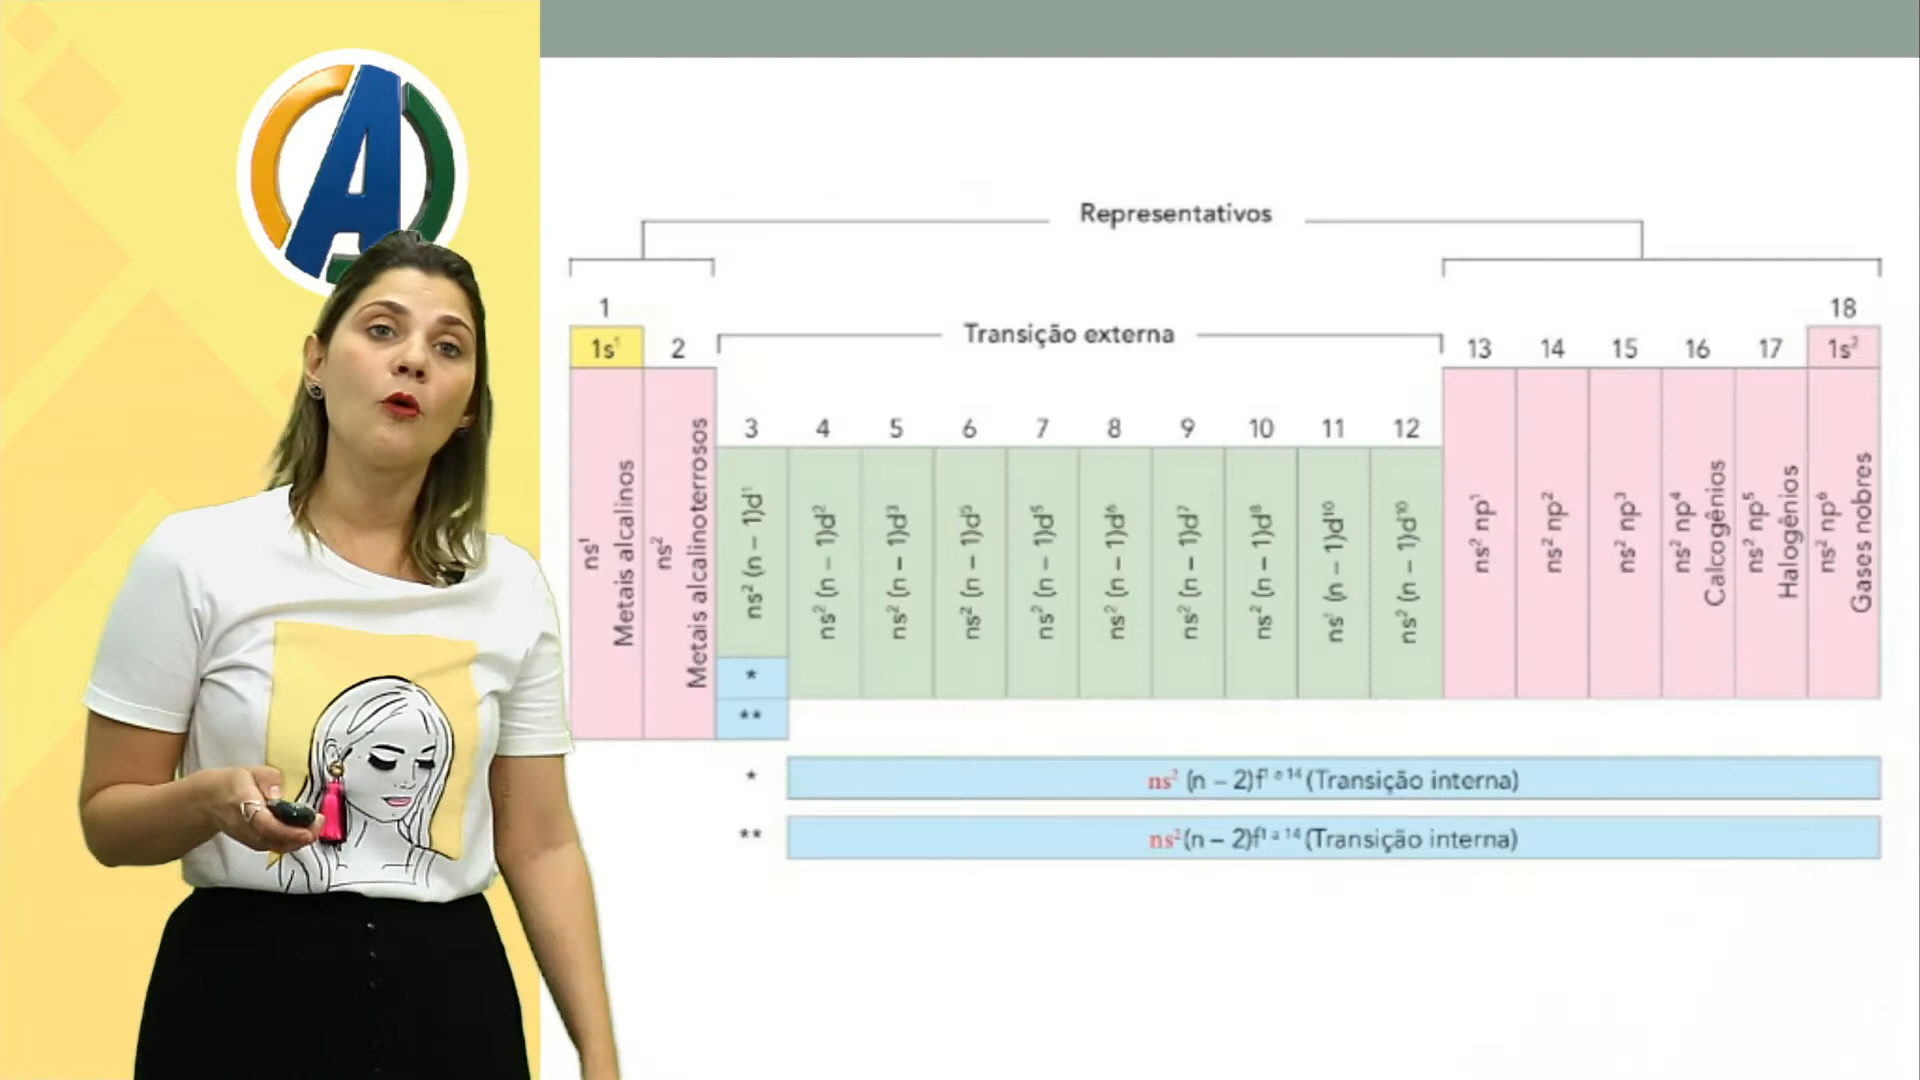 A
Representativos
1
18
1s¹
2
Transição externa
13
14
15
16
17
1s²
3
4
5
6
7
8
9
10
11
12
ns¹
Metais alcalinos
ns²
Metais alcalinoterrosos
ns² (n – 1)d¹
ns² (n – 1)d²
ns² (n – 1)d³
ns² (n – 1)d⁵
ns² (n – 1)d⁵
ns² (n – 1)d⁶
ns² (n – 1)d⁷
ns² (n – 1)d⁸
ns¹ (n – 1)d¹⁰
ns² (n – 1)d¹⁰
ns² np¹
ns² np²
ns² np³
ns² np⁴
Calcogênios
ns² np⁵
Halogênios
ns² np⁶
Gases nobres
*
**
* ns² (n – 2)f¹ ᵃ ¹⁴ (Transição interna)
** ns² (n – 2)f¹ ᵃ ¹⁴ (Transição interna)